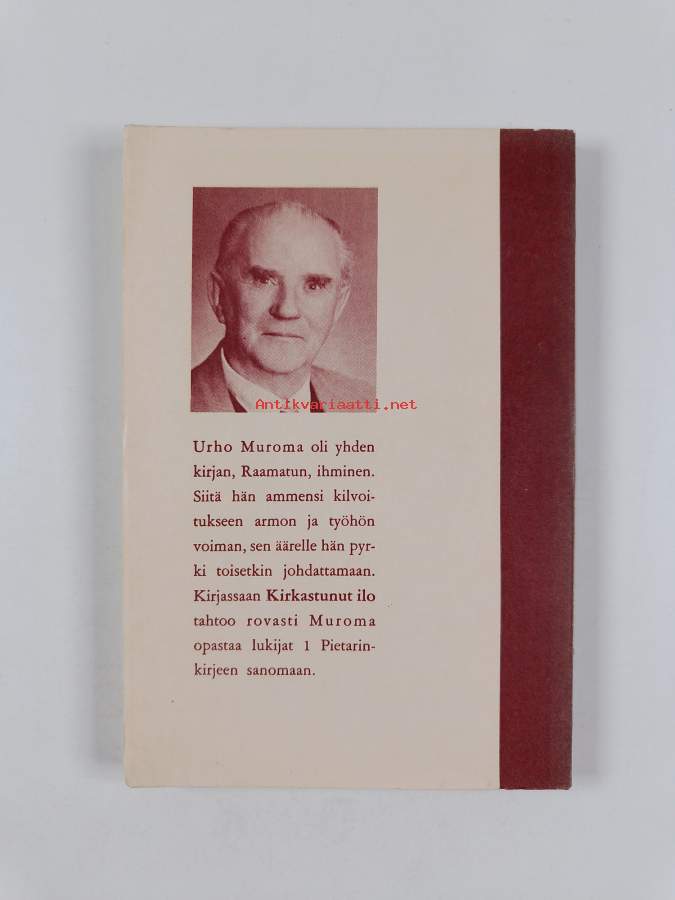 Antikvariaatti.net
Urho Muroma oli yhden
kirjan, Raamatun, ihminen.
Siitä hän ammensi kilvoi-
tukseen armon ja työhön
voiman, sen äärelle hän pyr-
ki toisetkin johdattamaan.
Kirjassaan Kirkastunut ilo
tahtoo rovasti Muroma
opastaa lukijat 1 Pietarin-
kirjeen sanomaan.